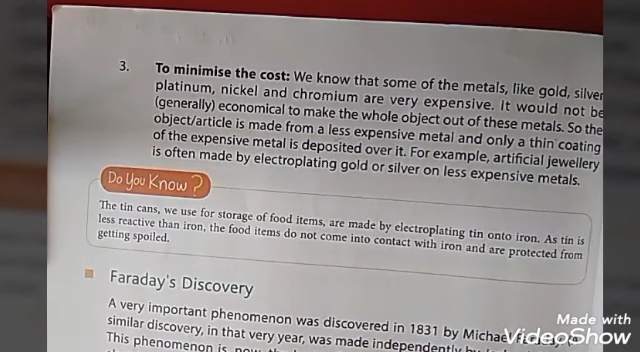 3. To minimise the cost: We know that some of the metals, like gold, silver
platinum, nickel and chromium are very expensive. It would not be
(generally) economical to make the whole object out of these metals. So the
object/article is made from a less expensive metal and only a thin coating
of the expensive metal is deposited over it. For example, artificial jewellery
is often made by electroplating gold or silver on less expensive metals.
Do You Know ?
The tin cans, we use for storage of food items, are made by electroplating tin onto iron. As tin is
less reactive than iron, the food items do not come into contact with iron and are protected from
getting spoiled.
Faraday's Discovery
A very important phenomenon was discovered in 1831 by Michael
similar discovery, in that very year, was made independently
This phenomenon is now
Made with
VideoShow